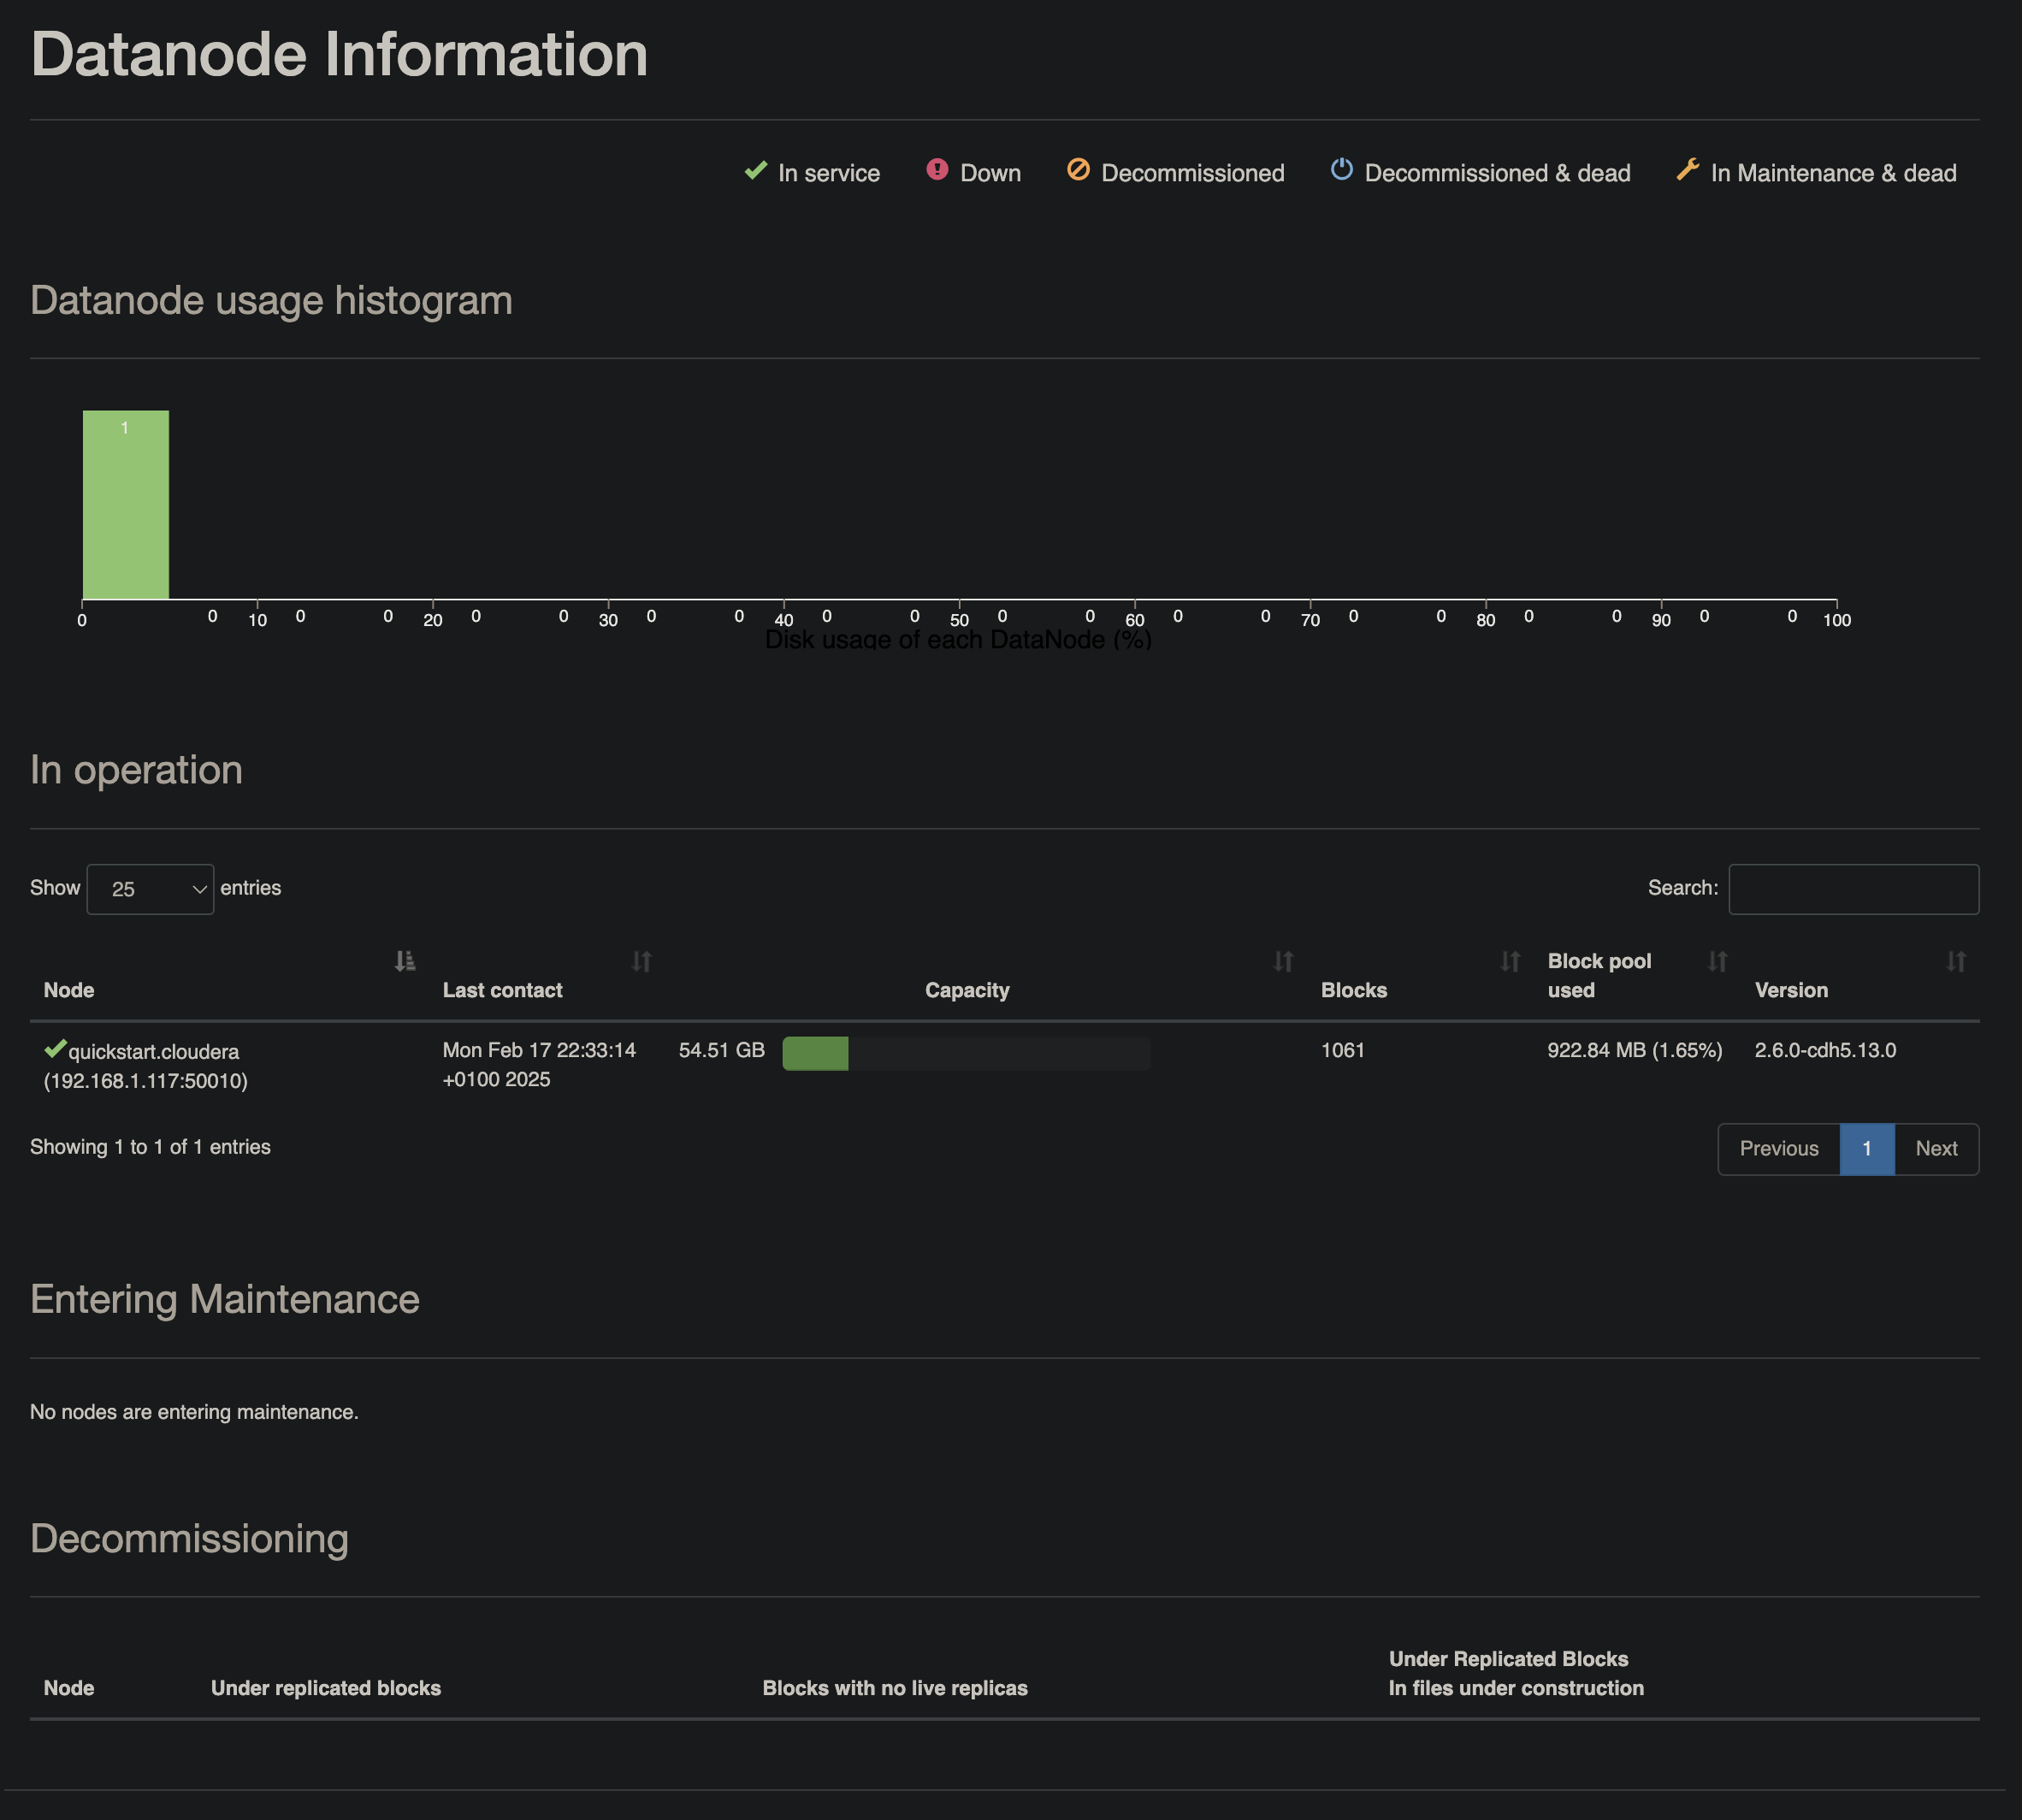 Datanode Information
In service Down Decommissioned Decommissioned & dead In Maintenance & dead
Datanode usage histogram
1
0 0 10 0 0 20 0 0 30 0 0 40 0 0 50 0 0 60 0 0 70 0 0 80 0 0 90 0 0 100
Disk usage of each DataNode (%)
In operation
Show 25 entries Search:
Node Last contact Capacity Blocks Block pool used Version
quickstart.cloudera Mon Feb 17 22:33:14 54.51 GB 1061 922.84 MB (1.65%) 2.6.0-cdh5.13.0
(192.168.1.117:50010) +0100 2025
Showing 1 to 1 of 1 entries Previous 1 Next
Entering Maintenance
No nodes are entering maintenance.
Decommissioning
Node Under replicated blocks Blocks with no live replicas Under Replicated Blocks
In files under construction